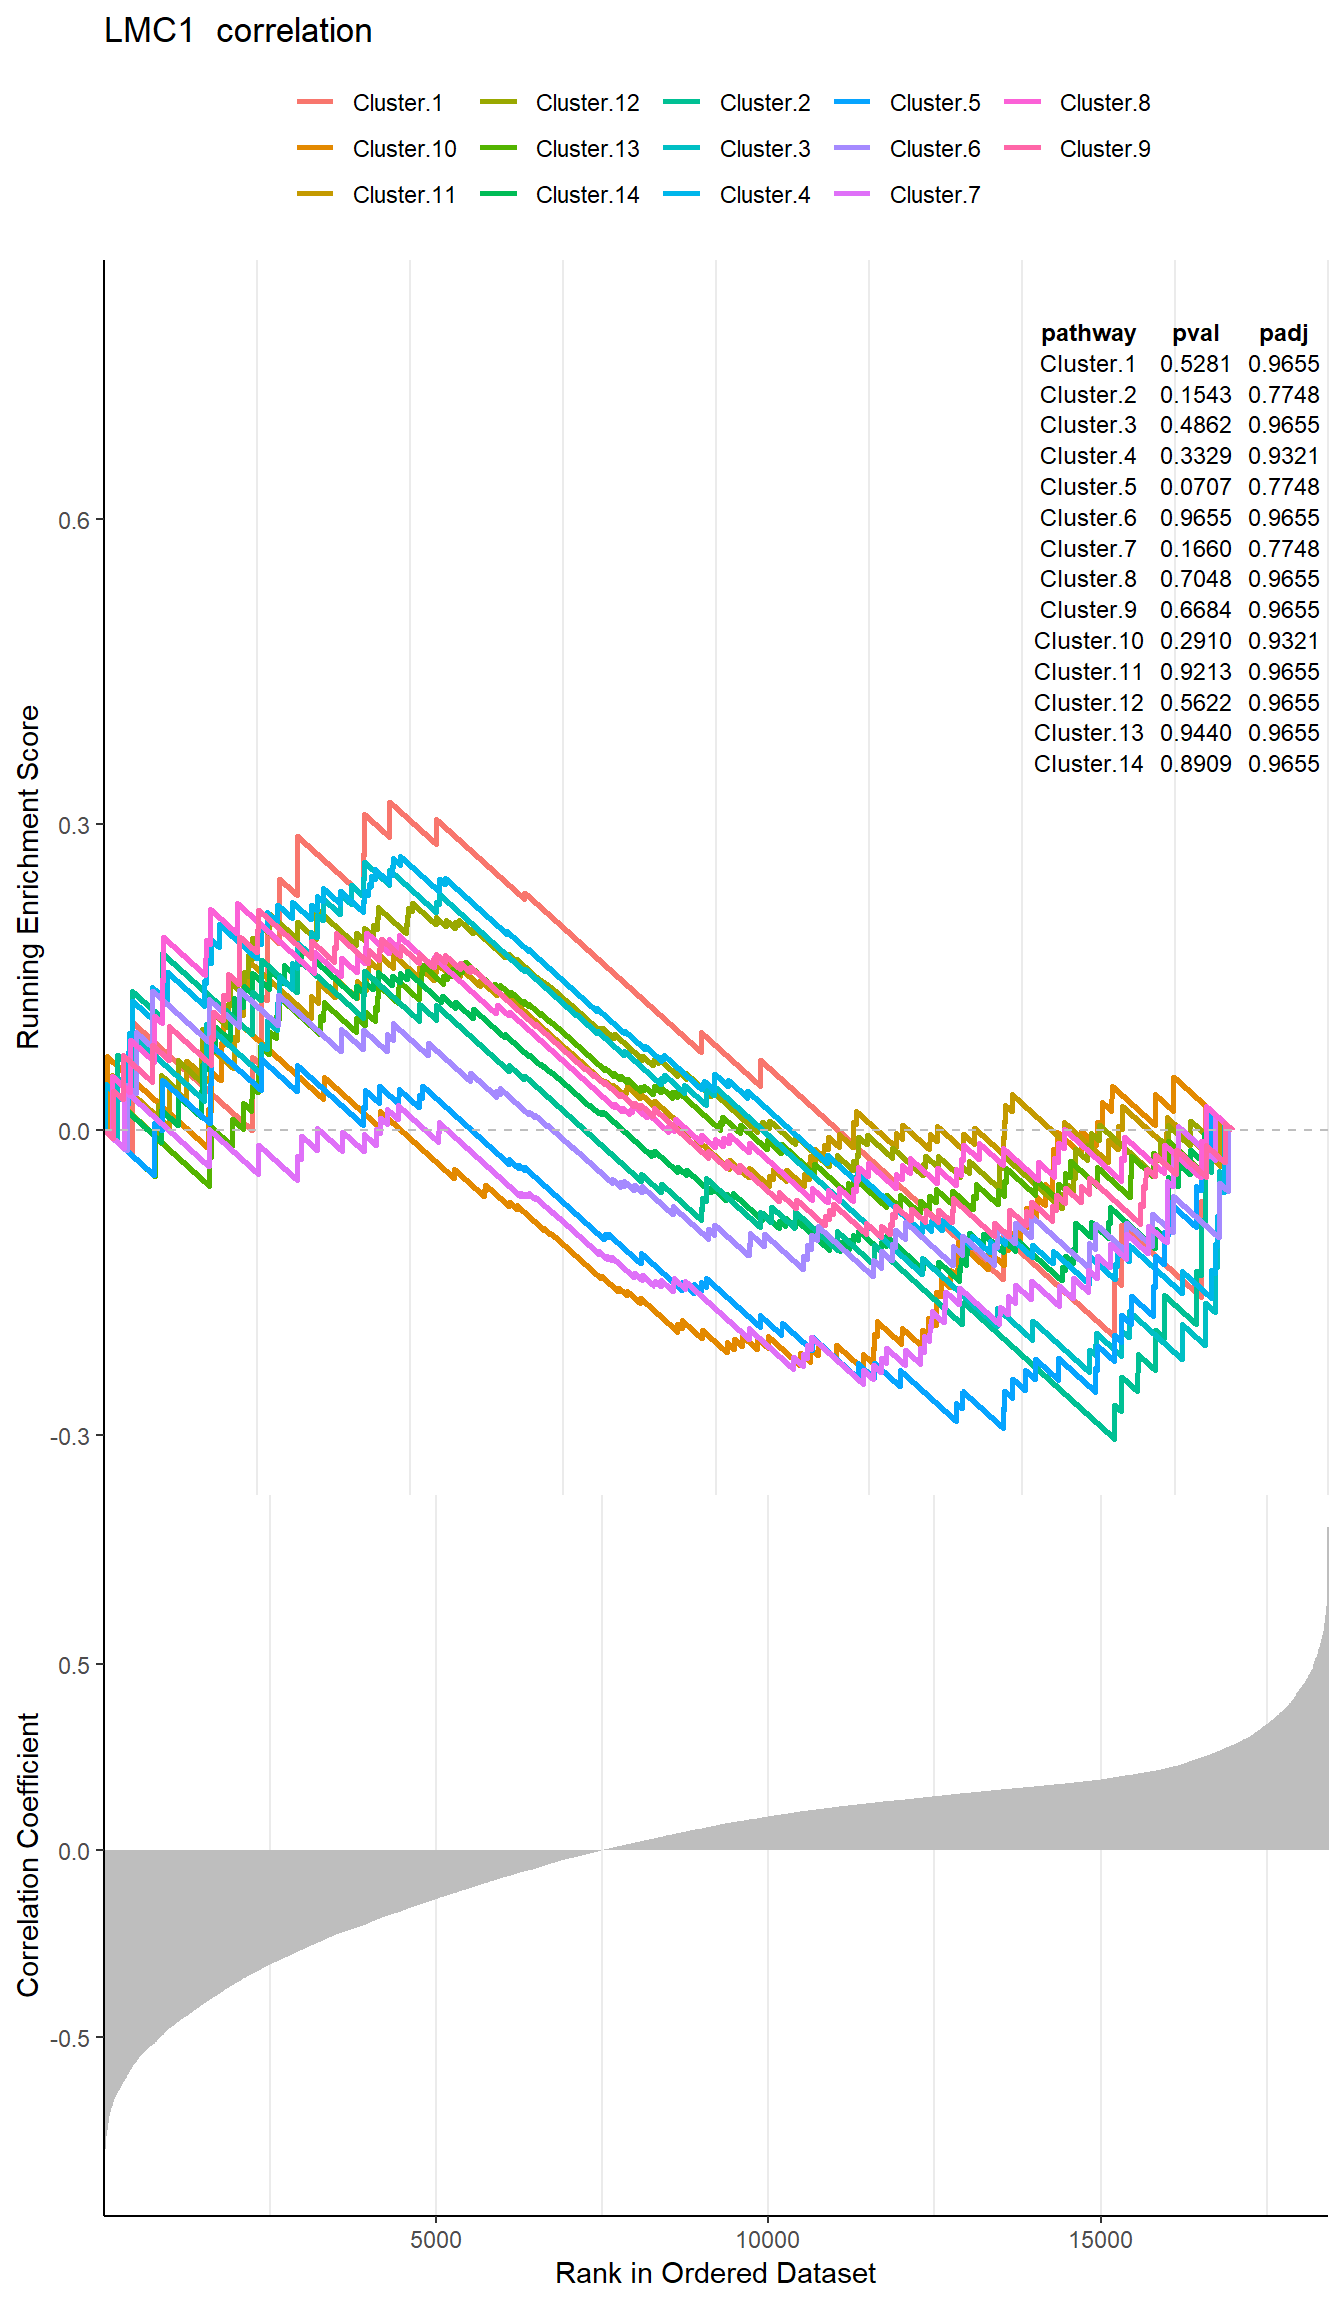 LMC1  correlation
Cluster.1 Cluster.12 Cluster.2 Cluster.5 Cluster.8
Cluster.10 Cluster.13 Cluster.3 Cluster.6 Cluster.9
Cluster.11 Cluster.14 Cluster.4 Cluster.7
pathway pval padj
Cluster.1 0.5281 0.9655
Cluster.2 0.1543 0.7748
Cluster.3 0.4862 0.9655
Cluster.4 0.3329 0.9321
Cluster.5 0.0707 0.7748
Cluster.6 0.9655 0.9655
Cluster.7 0.1660 0.7748
Cluster.8 0.7048 0.9655
Cluster.9 0.6684 0.9655
Cluster.10 0.2910 0.9321
Cluster.11 0.9213 0.9655
Cluster.12 0.5622 0.9655
Cluster.13 0.9440 0.9655
Cluster.14 0.8909 0.9655
Running Enrichment Score
0.6
0.3
0.0
-0.3
Correlation Coefficient
0.5
0.0
-0.5
5000 10000 15000
Rank in Ordered Dataset